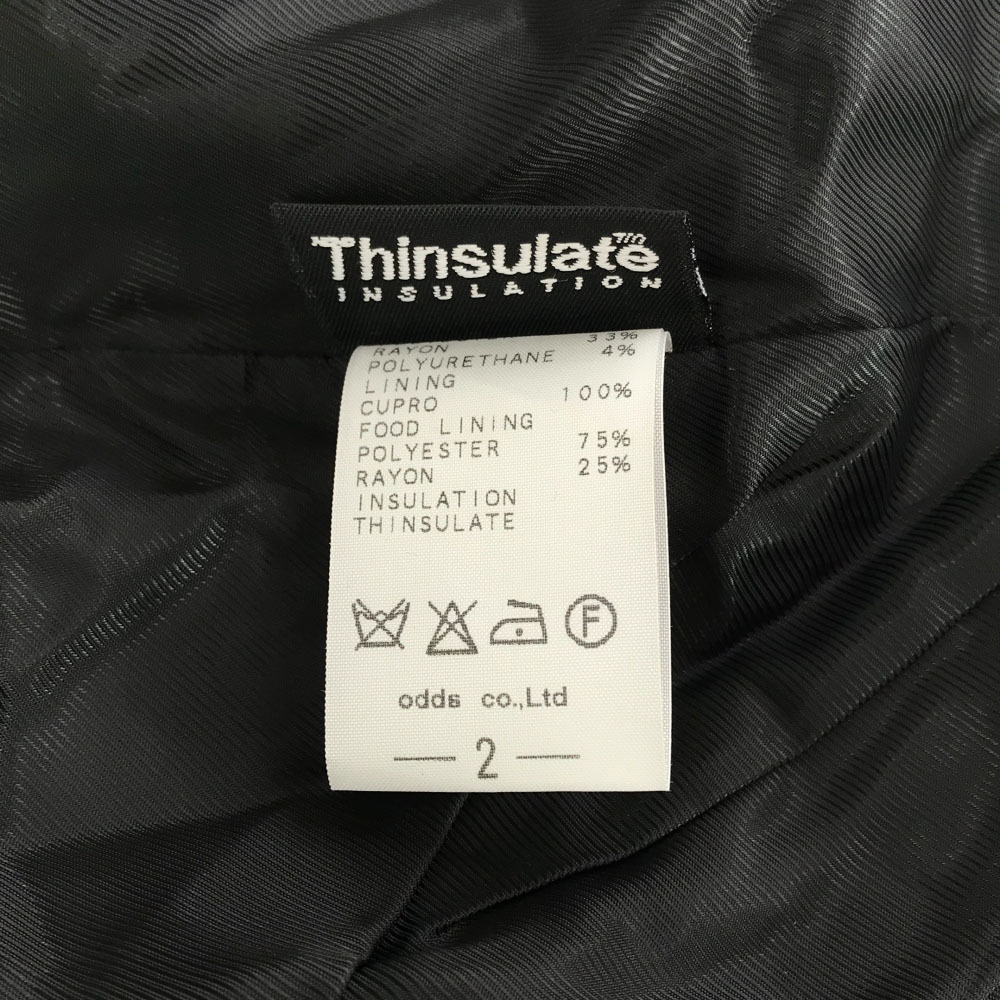 Thinsulate TM
INSULATION
RAYON 33%
POLYURETHANE 4%
LINING
CUPRO 100%
FOOD LINING
POLYESTER 75%
RAYON 25%
INSULATION
THINSULATE
F
odds co.,Ltd
— 2 —